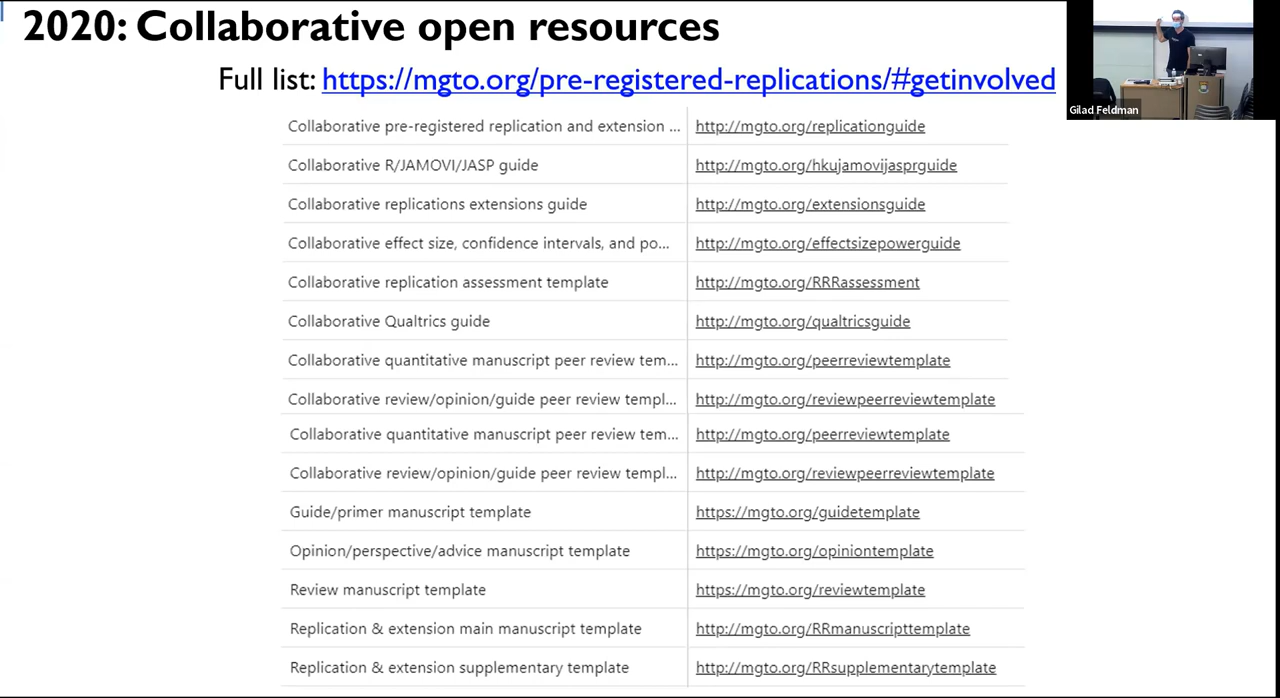 2020: Collaborative open resources
Full list: https://mgto.org/pre-registered-replications/#getinvolved
Gilad Feldman
Collaborative pre-registered replication and extension ... http://mgto.org/replicationguide
Collaborative R/JAMOVI/JASP guide http://mgto.org/hkujamovijasprguide
Collaborative replications extensions guide http://mgto.org/extensionsguide
Collaborative effect size, confidence intervals, and po... http://mgto.org/effectsizepowerguide
Collaborative replication assessment template http://mgto.org/RRRassessment
Collaborative Qualtrics guide http://mgto.org/qualtricsguide
Collaborative quantitative manuscript peer review tem... http://mgto.org/peerreviewtemplate
Collaborative review/opinion/guide peer review templ... http://mgto.org/reviewpeerreviewtemplate
Collaborative quantitative manuscript peer review tem... http://mgto.org/peerreviewtemplate
Collaborative review/opinion/guide peer review templ... http://mgto.org/reviewpeerreviewtemplate
Guide/primer manuscript template https://mgto.org/guidetemplate
Opinion/perspective/advice manuscript template https://mgto.org/opiniontemplate
Review manuscript template https://mgto.org/reviewtemplate
Replication & extension main manuscript template http://mgto.org/RRmanuscripttemplate
Replication & extension supplementary template http://mgto.org/RRsupplementarytemplate